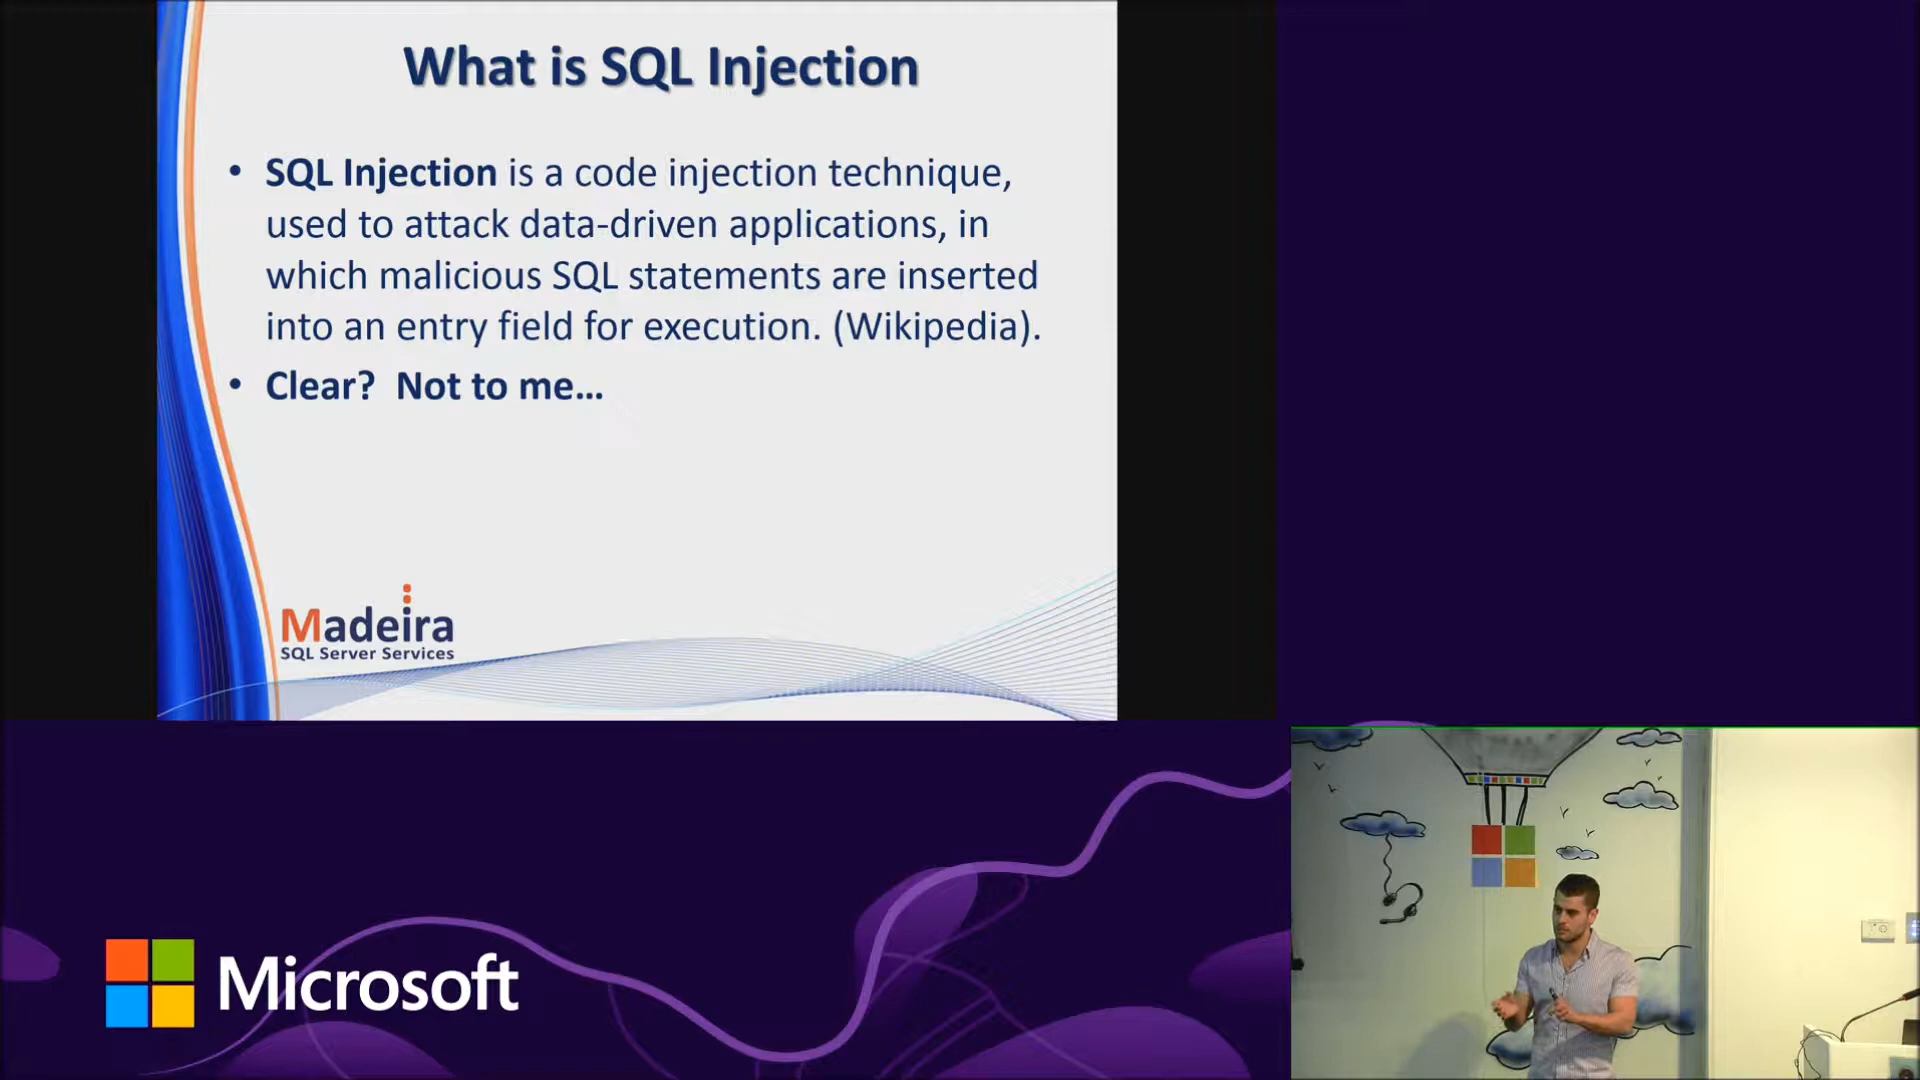 What is SQL Injection
• SQL Injection is a code injection technique,
used to attack data-driven applications, in
which malicious SQL statements are inserted
into an entry field for execution. (Wikipedia).
• Clear?  Not to me...
Madeira
SQL Server Services
Microsoft